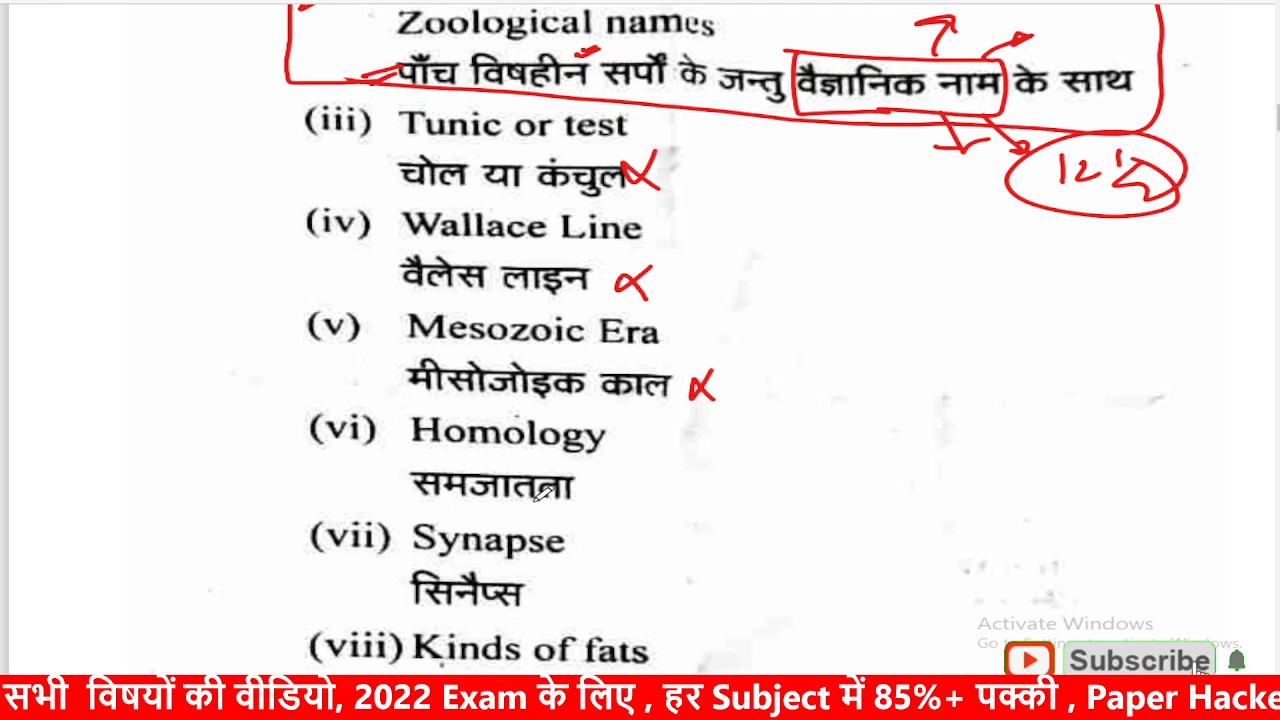 Zoological names
पाँच विषहीन सर्पों के जन्तु वैज्ञानिक नाम के साथ
(iii) Tunic or test
चोल या कंचुल
(iv) Wallace Line
वैलेस लाइन
(v) Mesozoic Era
मीसोजोइक काल
(vi) Homology
समजातता
(vii) Synapse
सिनैप्स
(viii) Kinds of fats
Activate Windows
Subscribe
सभी विषयों की वीडियो, 2022 Exam के लिए , हर Subject में 85%+ पक्की , Paper Hacke